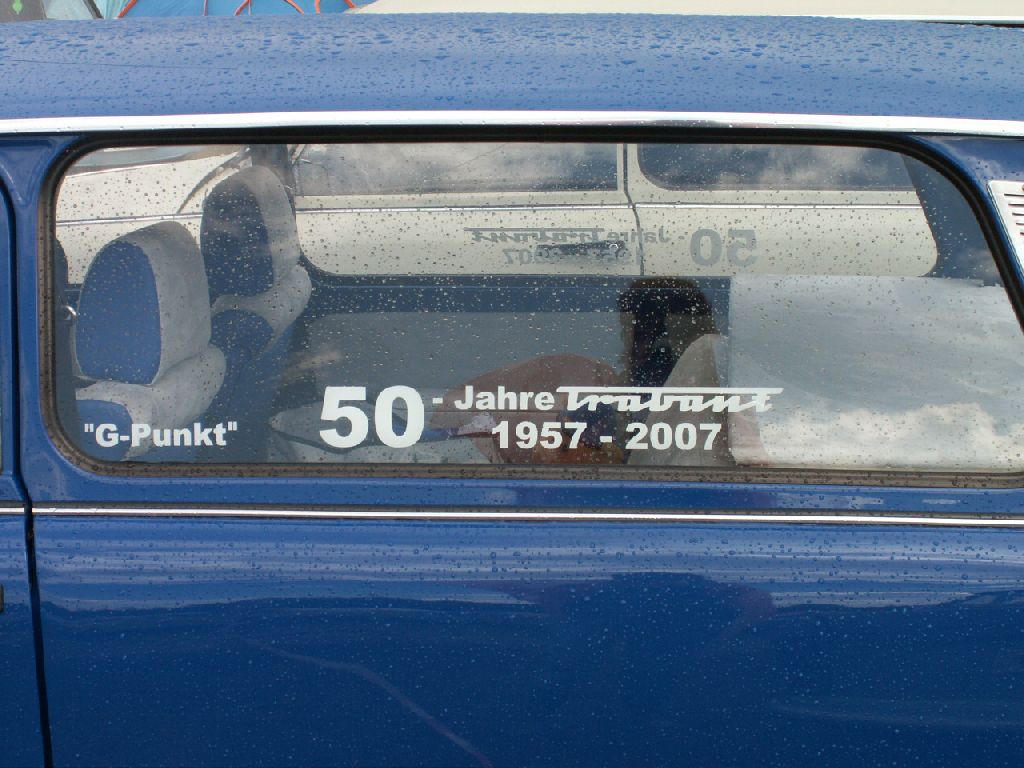 "G-Punkt"
50 - Jahre Trabant
1957 - 2007